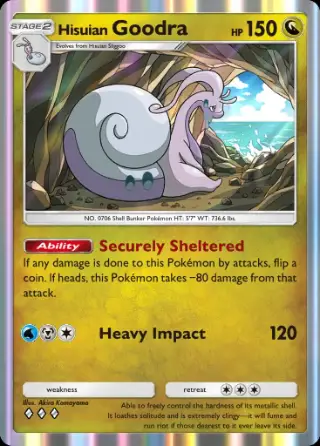 STAGE 2
Hisuian Goodra HP 150
Evolves from Hisuian Sliggoo
NO. 0706 Shell Bunker Pokémon HT: 5'7" WT: 736.6 lbs.
Ability Securely Sheltered
If any damage is done to this Pokémon by attacks, flip a
coin. If heads, this Pokémon takes −80 damage from that
attack.
Heavy Impact 120
weakness retreat
Illus. Akira Komayama
Able to freely control the hardness of its metallic shell.
It loathes solitude and is extremely clingy—it will fume
and run riot if those dearest to it ever leave its side.